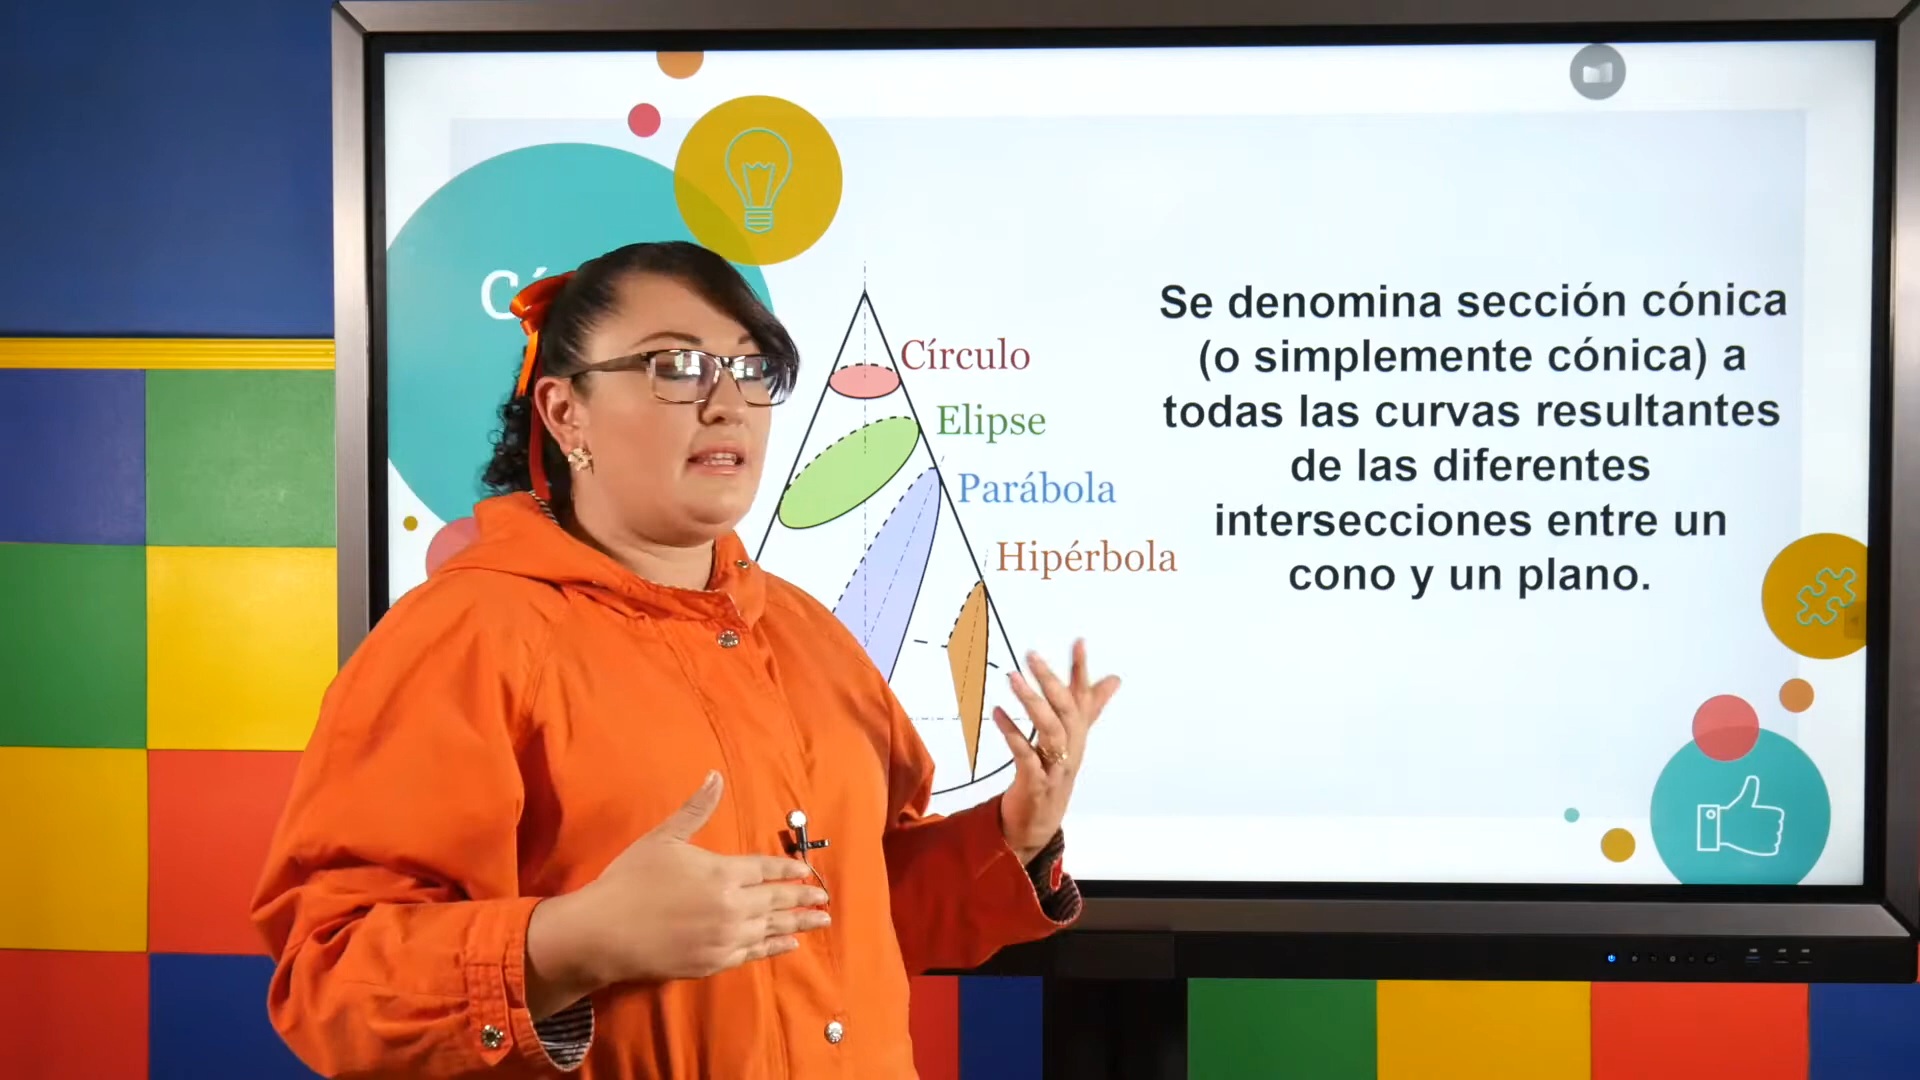 Círculo
Elipse
Parábola
Hipérbola
Se denomina sección cónica
(o simplemente cónica) a
todas las curvas resultantes
de las diferentes
intersecciones entre un
cono y un plano.